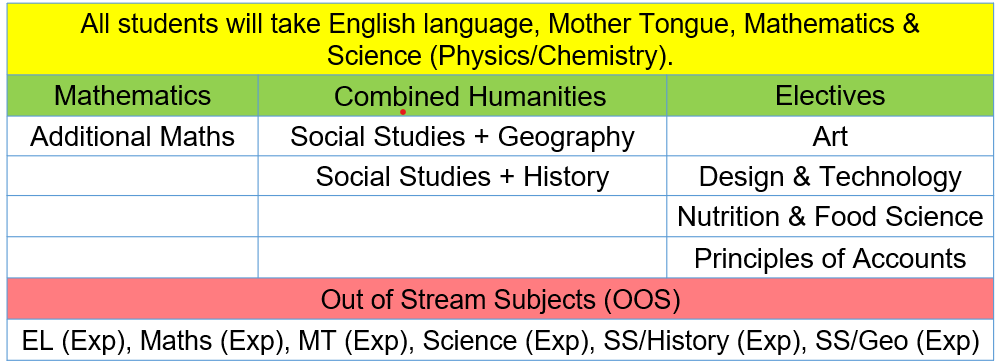 All students will take English language, Mother Tongue, Mathematics &
Science (Physics/Chemistry).
Mathematics Combined Humanities Electives
Additional Maths Social Studies + Geography Art
Social Studies + History Design & Technology
Nutrition & Food Science
Principles of Accounts
Out of Stream Subjects (OOS)
EL (Exp), Maths (Exp), MT (Exp), Science (Exp), SS/History (Exp), SS/Geo (Exp)